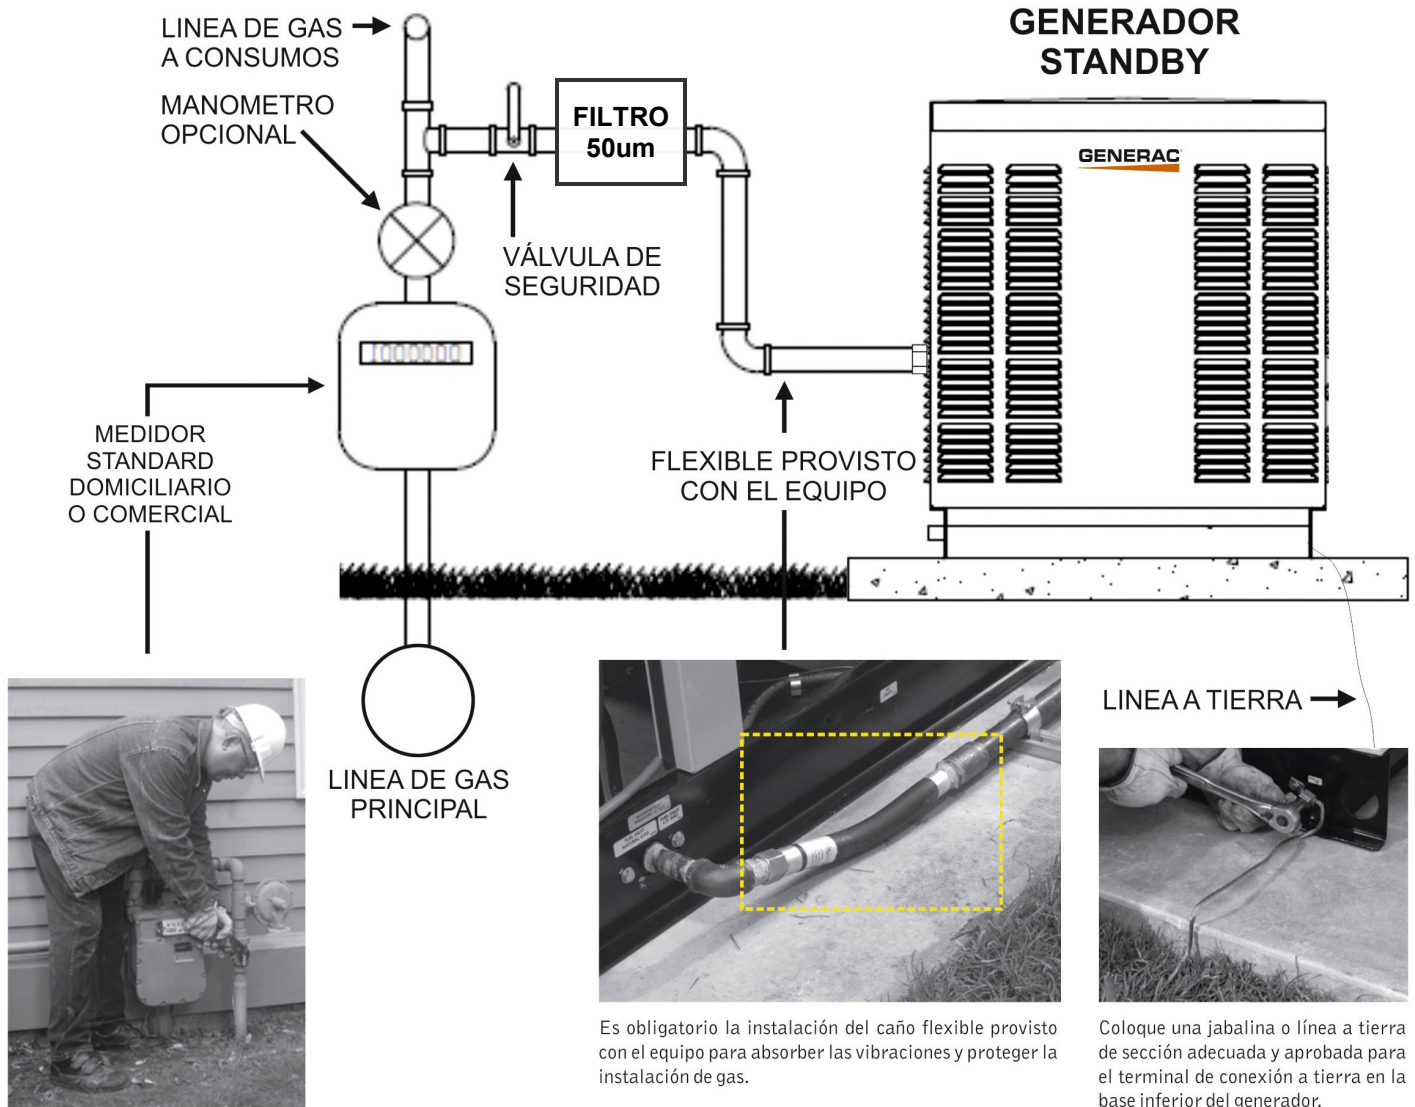 LINEA DE GAS
A CONSUMOS
MANOMETRO
OPCIONAL
FILTRO
50um
VÁLVULA DE
SEGURIDAD
GENERADOR
STANDBY
GENERAC
MEDIDOR
STANDARD
DOMICILIARIO
O COMERCIAL
FLEXIBLE PROVISTO
CON EL EQUIPO
LINEA DE GAS
PRINCIPAL
LINEA A TIERRA
Es obligatorio la instalación del caño flexible provisto
con el equipo para absorber las vibraciones y proteger la
instalación de gas.
Coloque una jabalina o línea a tierra
de sección adecuada y aprobada para
el terminal de conexión a tierra en la
base inferior del generador.